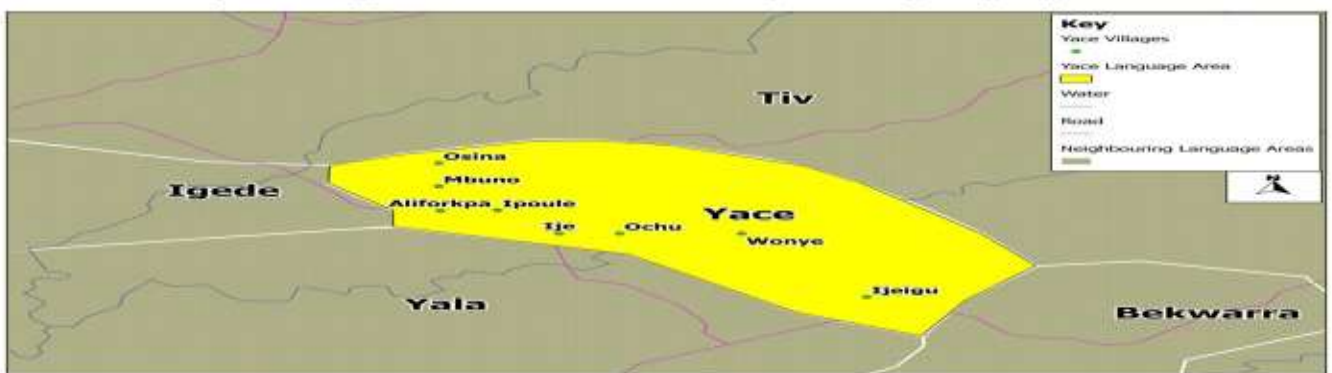 Key
Yace Villages
Yace Language Area
Water
Road
Neighbouring Language Areas
N
Tiv
Osina
Mbuno
Igede
Aliforkpa Ipoule
Yace
Ije
Ochu
Wonye
Ijeigu
Yala
Bekwarra